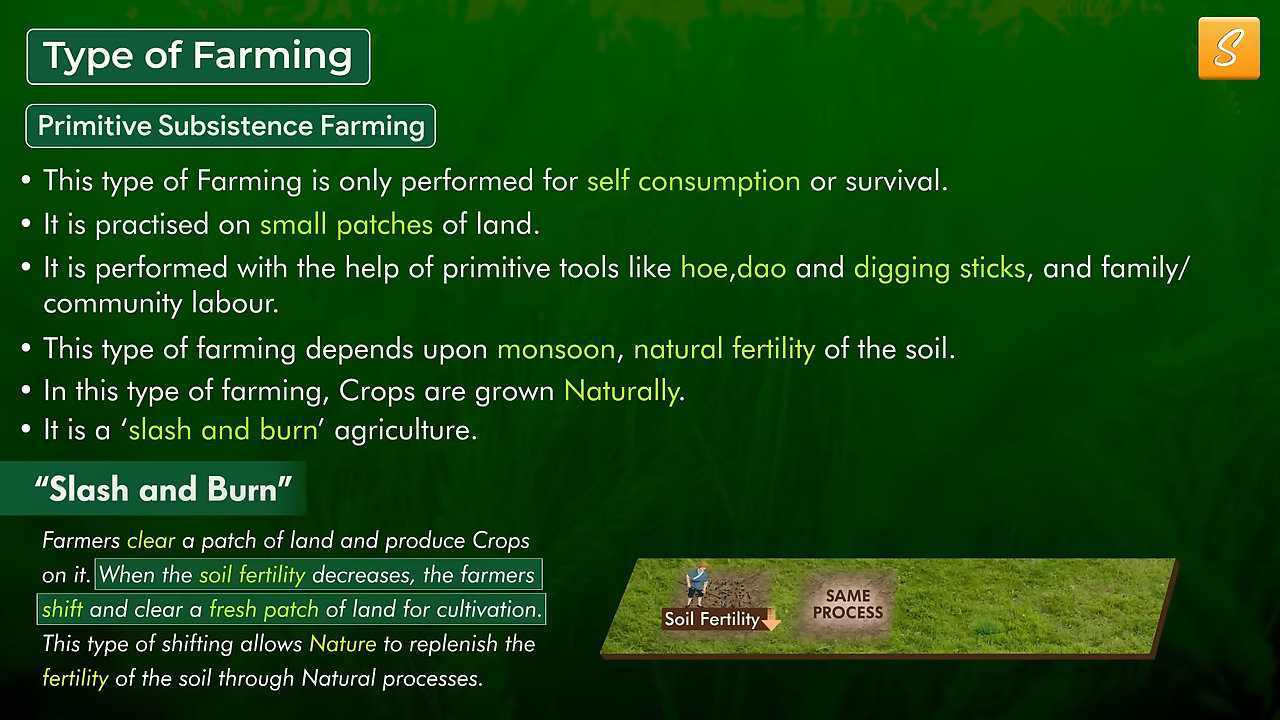 Type of Farming
S
Primitive Subsistence Farming
• This type of Farming is only performed for self consumption or survival.
• It is practised on small patches of land.
• It is performed with the help of primitive tools like hoe,dao and digging sticks, and family/
community labour.
• This type of farming depends upon monsoon, natural fertility of the soil.
• In this type of farming, Crops are grown Naturally.
• It is a ‘slash and burn’ agriculture.
“Slash and Burn”
Farmers clear a patch of land and produce Crops
on it. When the soil fertility decreases, the farmers
shift and clear a fresh patch of land for cultivation.
This type of shifting allows Nature to replenish the
fertility of the soil through Natural processes.
Soil Fertility
SAME
PROCESS